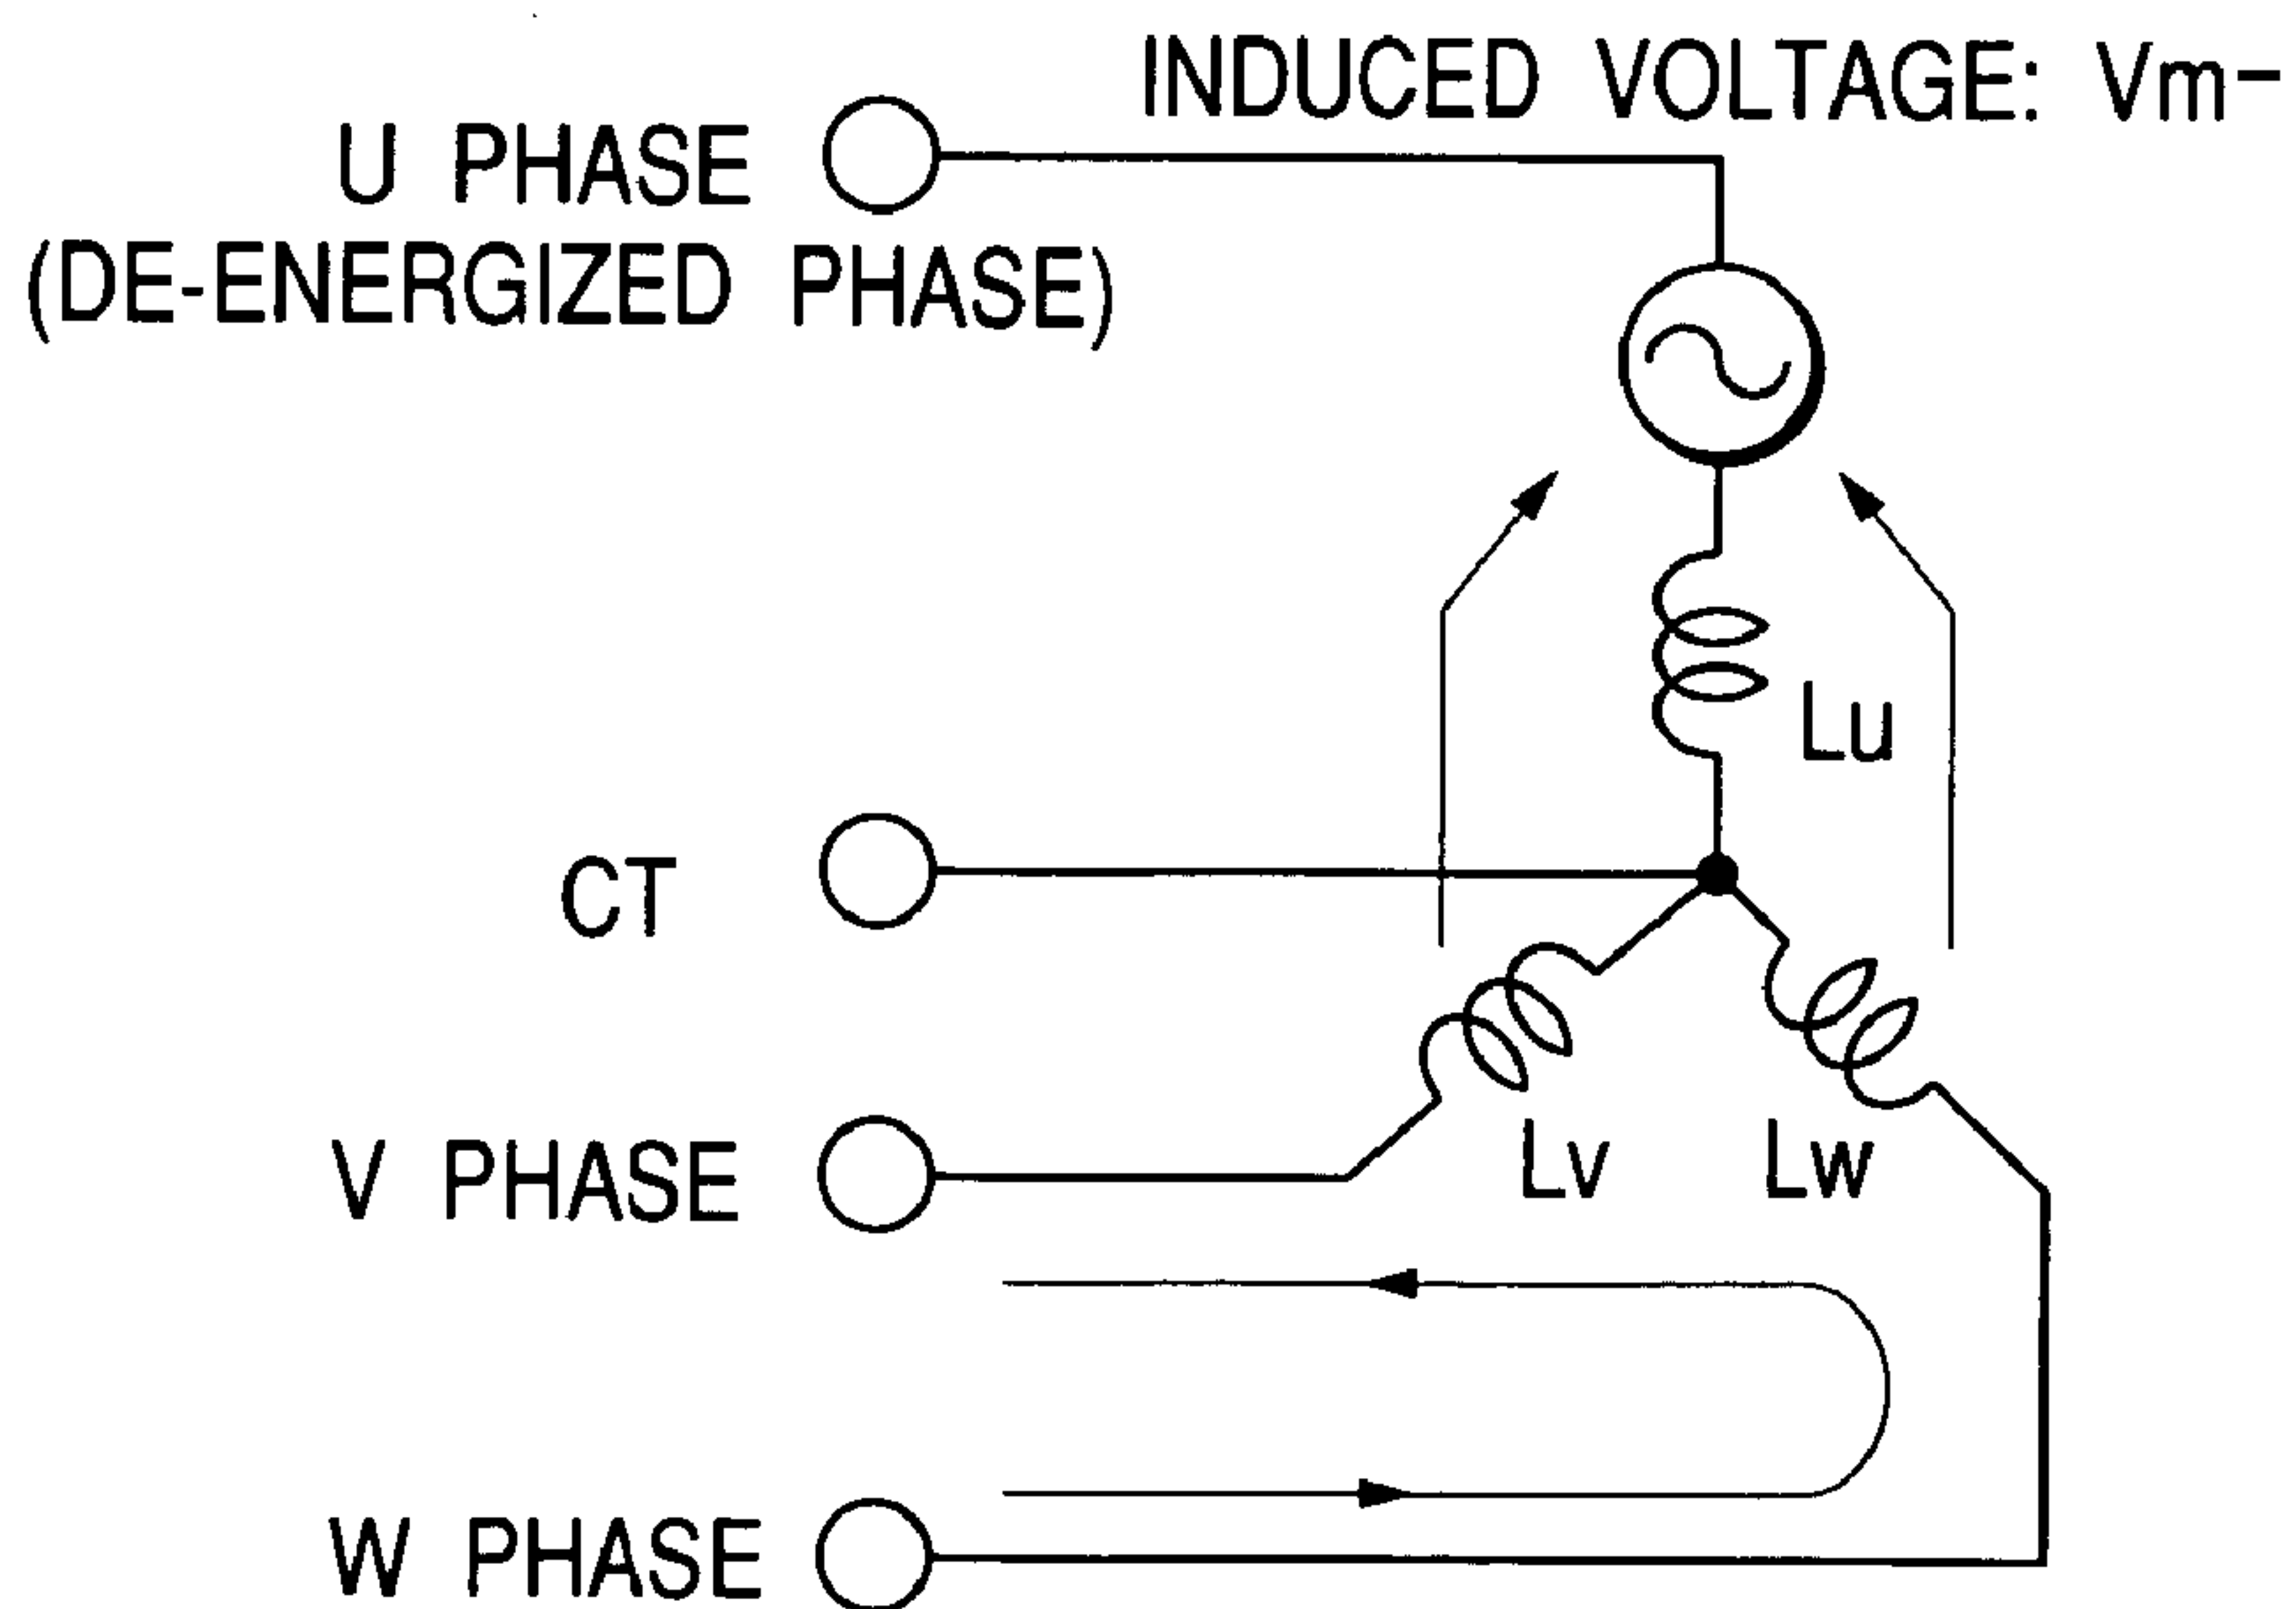 INDUCED VOLTAGE: Vm-
U PHASE
(DE-ENERGIZED PHASE)
Lu
CT
V PHASE
Lv
Lw
W PHASE